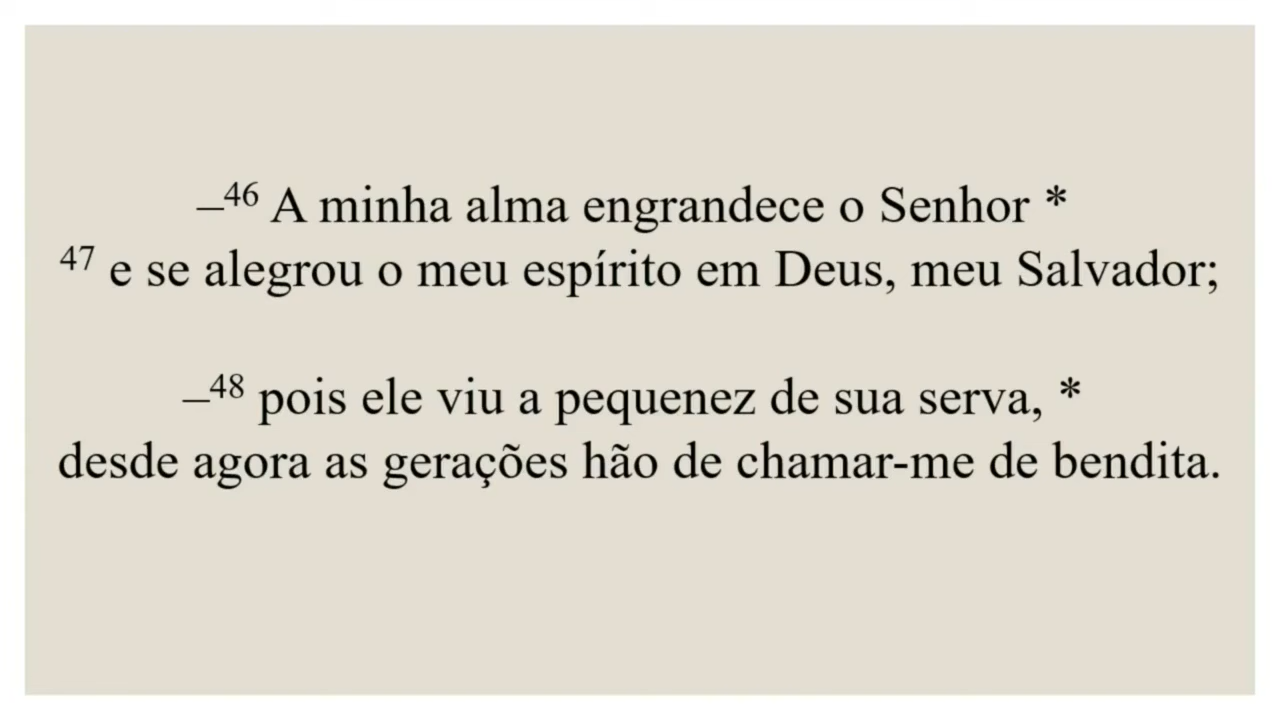 –46 A minha alma engrandece o Senhor *
47 e se alegrou o meu espírito em Deus, meu Salvador;
–48 pois ele viu a pequenez de sua serva, *
desde agora as gerações hão de chamar-me de bendita.